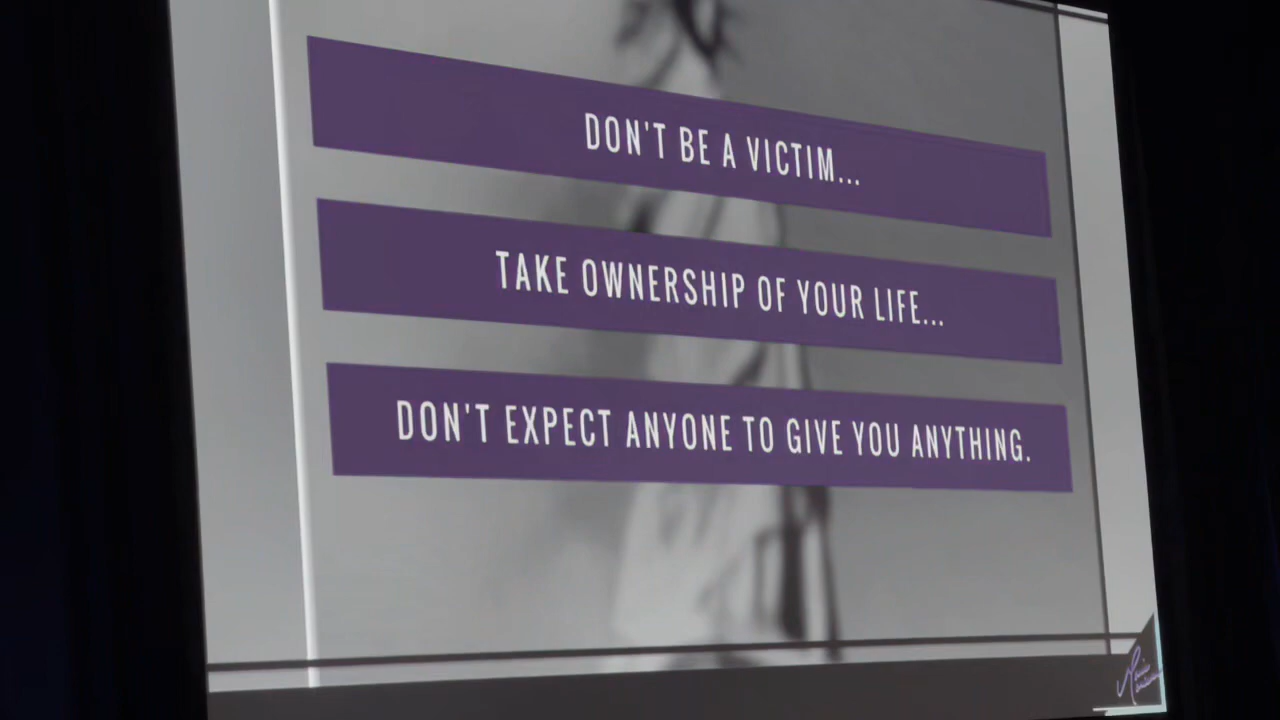 DON'T BE A VICTIM...
TAKE OWNERSHIP OF YOUR LIFE...
DON'T EXPECT ANYONE TO GIVE YOU ANYTHING.